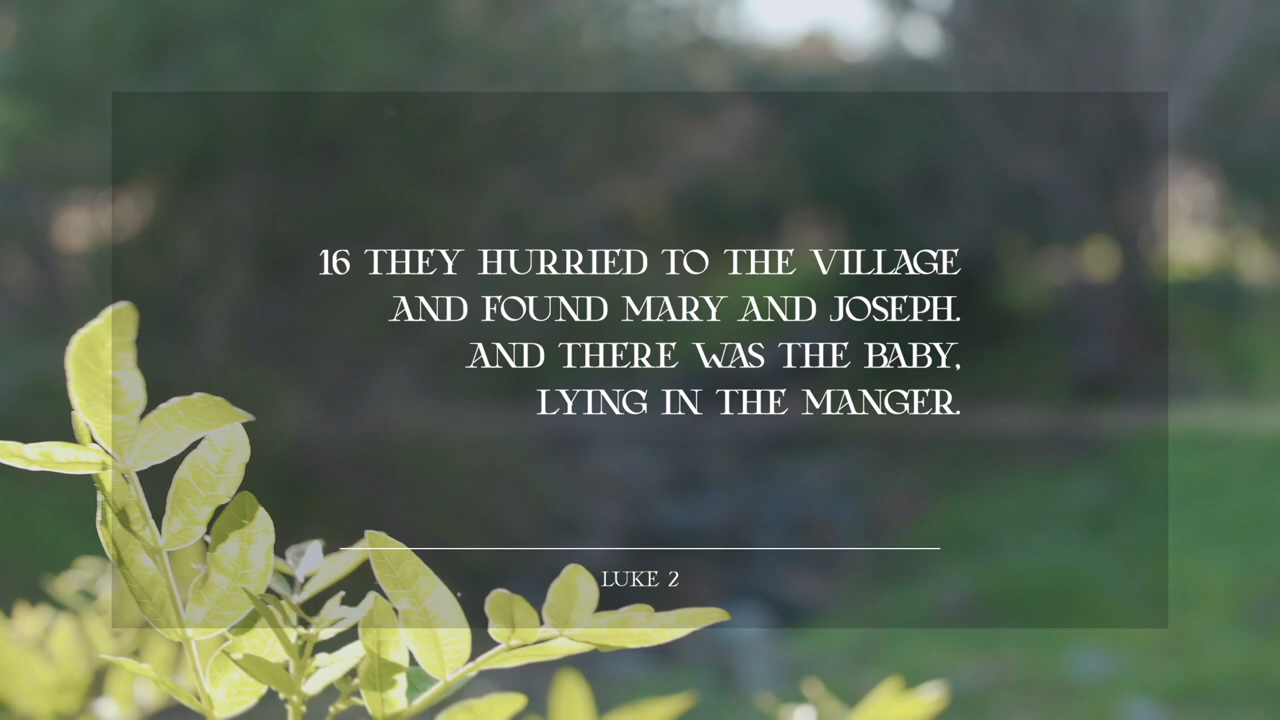 16 THEY HURRIED TO THE VILLAGE
AND FOUND MARY AND JOSEPH.
AND THERE WAS THE BABY,
LYING IN THE MANGER.
LUKE 2